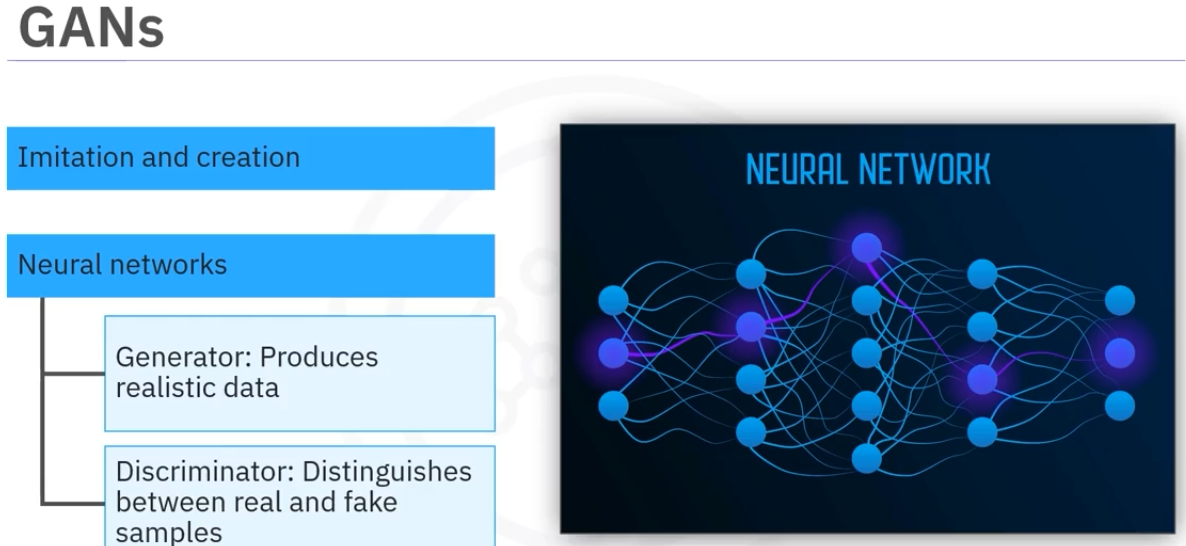 GANs
Imitation and creation
Neural networks
Generator: Produces
realistic data
Discriminator: Distinguishes
between real and fake
samples
NEURAL NETWORK